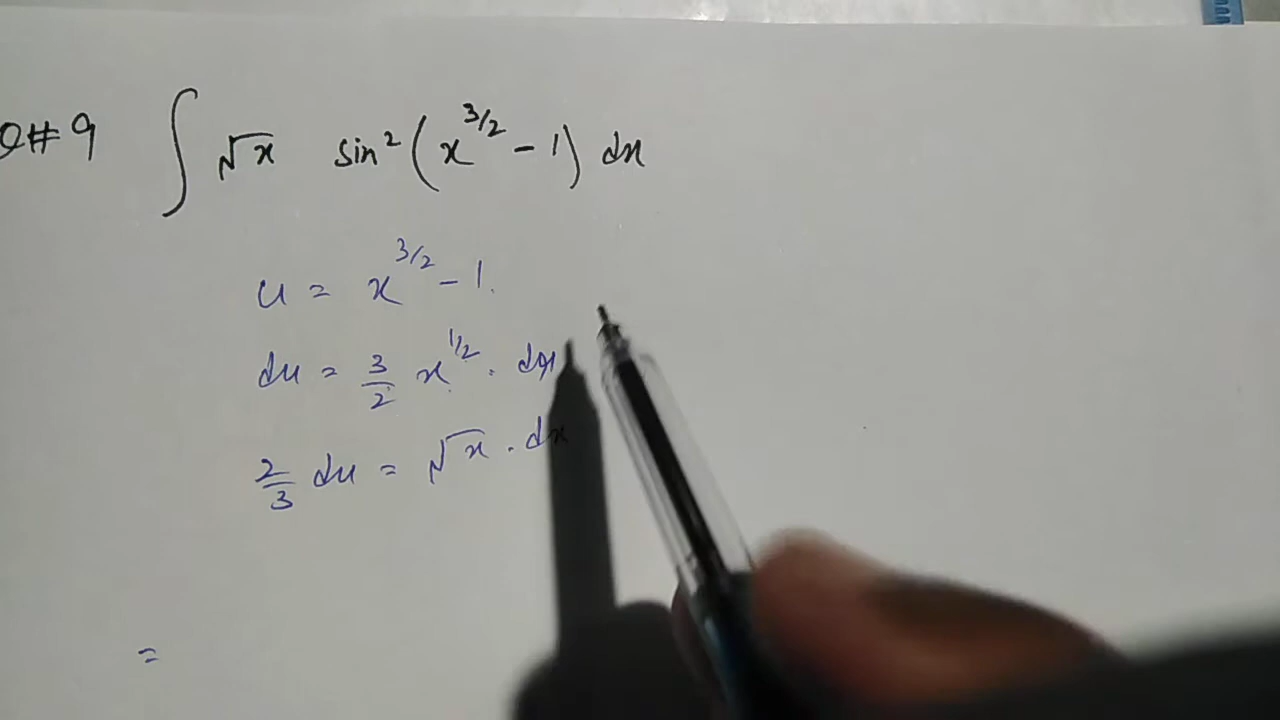 Q#9 ∫ √x sin²(x^{3/2} - 1) dx
u = x^{3/2} - 1.
du = 3/2 x^{1/2} . dx
2/3 du = √x . dx
=